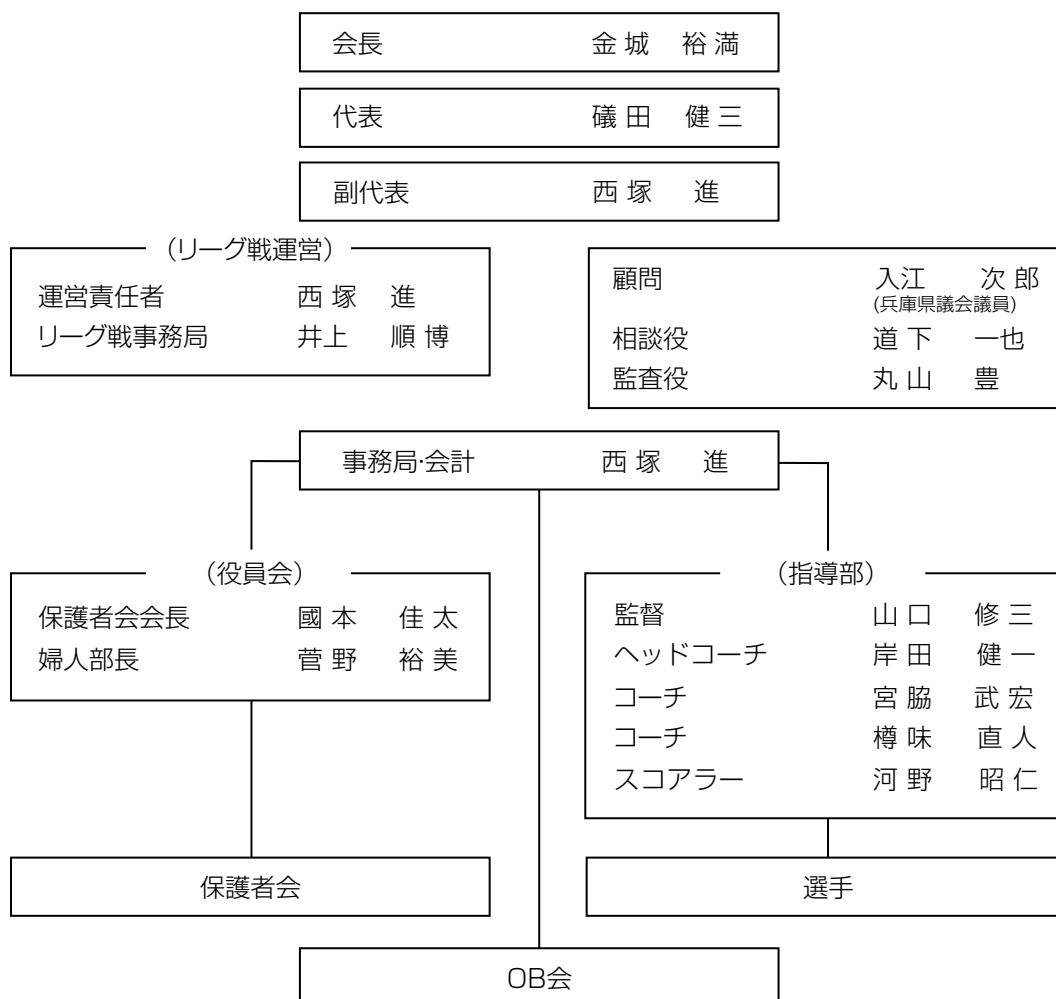 会長 金城 裕満
代表 礒田 健三
副代表 西塚 進
(リーグ戦運営)
運営責任者 西塚 進
リーグ戦事務局 井上 順博
顧問 入江 次郎
(兵庫県議会議員)
相談役 道下 一也
監査役 丸山 豊
事務局・会計 西塚 進
(役員会)
保護者会会長 國本 佳太
婦人部長 菅野 裕美
(指導部)
監督 山口 修三
ヘッドコーチ 岸田 健一
コーチ 宮脇 武宏
コーチ 樽味 直人
スコアラー 河野 昭仁
保護者会
選手
OB会